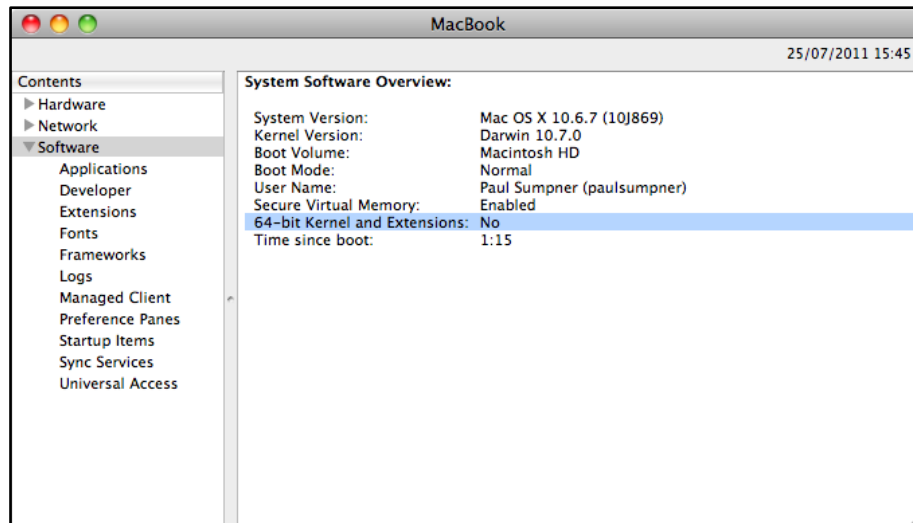 MacBook
25/07/2011 15:45
Contents
Hardware
Network
Software
Applications
Developer
Extensions
Fonts
Frameworks
Logs
Managed Client
Preference Panes
Startup Items
Sync Services
Universal Access
System Software Overview:
System Version: Mac OS X 10.6.7 (10J869)
Kernel Version: Darwin 10.7.0
Boot Volume: Macintosh HD
Boot Mode: Normal
User Name: Paul Sumpner (paulsumpner)
Secure Virtual Memory: Enabled
64-bit Kernel and Extensions: No
Time since boot: 1:15